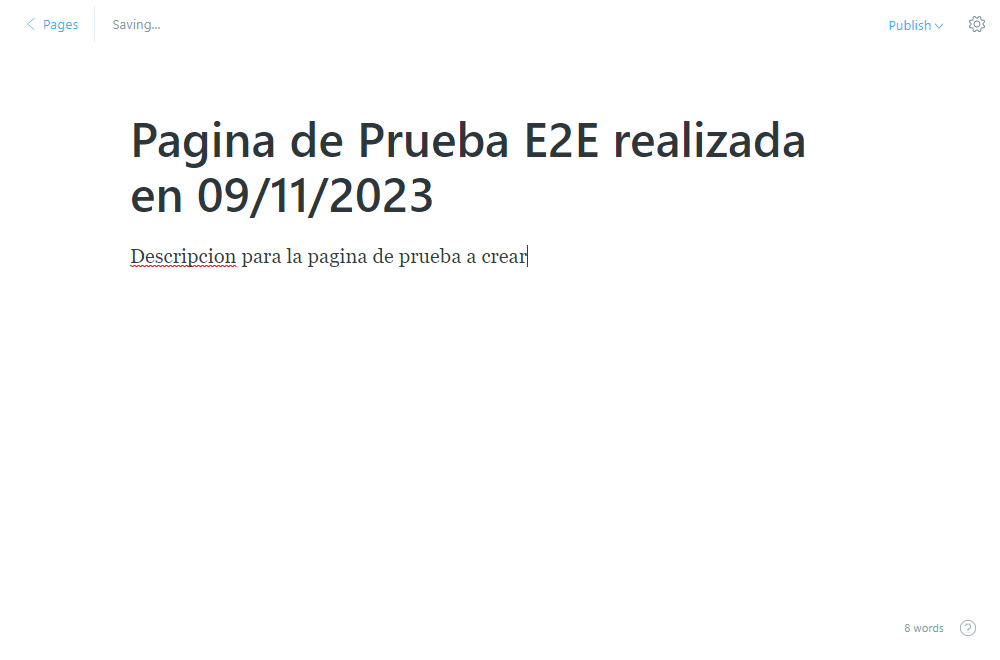 Pages
Saving...
Publish
Pagina de Prueba E2E realizada
en 09/11/2023
Descripcion para la pagina de prueba a crear
8 words
?